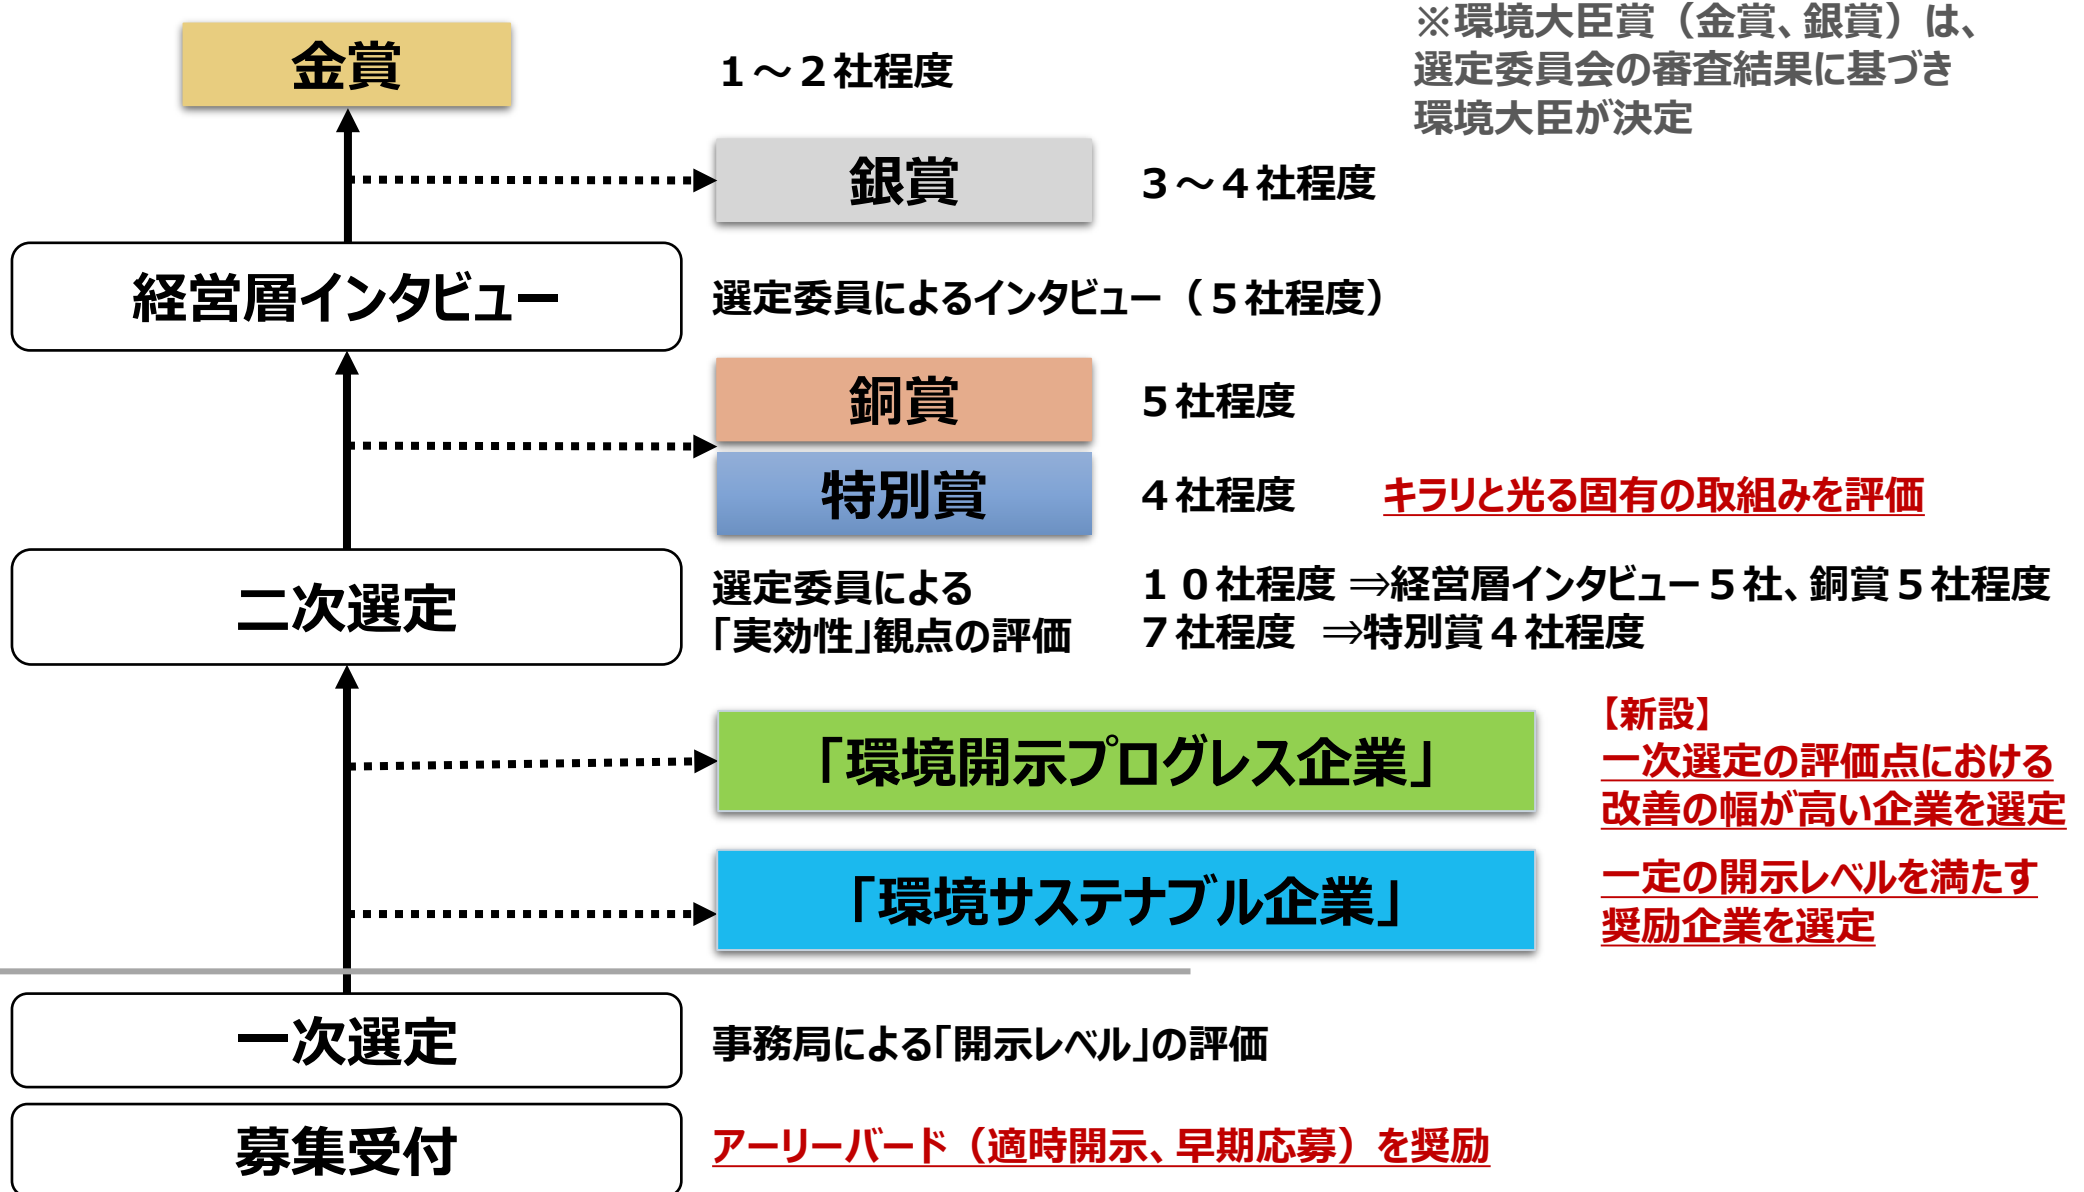 ※環境大臣賞（金賞、銀賞）は、
選定委員会の審査結果に基づき
環境大臣が決定
金賞
１～２社程度
銀賞
３～４社程度
経営層インタビュー
選定委員によるインタビュー（５社程度）
銅賞
５社程度
特別賞
４社程度
キラリと光る固有の取組みを評価
二次選定
選定委員による
「実効性」観点の評価
１０社程度 ⇒経営層インタビュー５社、銅賞５社程度
７社程度 ⇒特別賞４社程度
「環境開示プログレス企業」
【新設】
一次選定の評価点における
改善の幅が高い企業を選定
「環境サステナブル企業」
一定の開示レベルを満たす
奨励企業を選定
一次選定
事務局による「開示レベル」の評価
募集受付
アーリーバード（適時開示、早期応募）を奨励